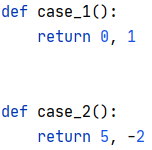 def case_1():
    return 0, 1
def case_2():
    return 5, -2